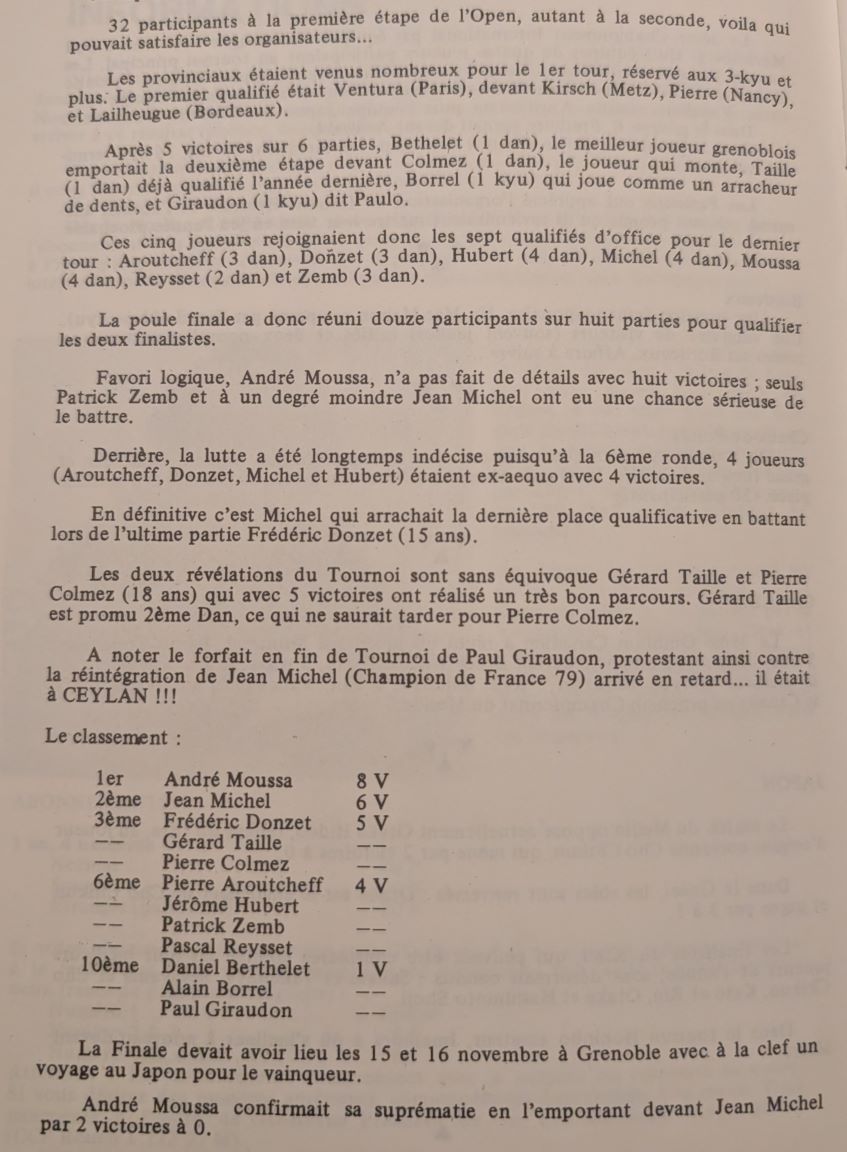 32 participants à la première étape de l'Open, autant à la seconde, voila qui
pouvait satisfaire les organisateurs...
Les provinciaux étaient venus nombreux pour le 1er tour, réservé aux 3-kyu et
plus. Le premier qualifié était Ventura (Paris), devant Kirsch (Metz), Pierre (Nancy),
et Lailheugue (Bordeaux).
Après 5 victoires sur 6 parties, Bethelet (1 dan), le meilleur joueur grenoblois
emportait la deuxième étape devant Colmez (1 dan), le joueur qui monte, Taille
(1 dan) déjà qualifié l'année dernière, Borrel (1 kyu) qui joue comme un arracheur
de dents, et Giraudon (1 kyu) dit Paulo.
Ces cinq joueurs rejoignaient donc les sept qualifiés d'office pour le dernier
tour : Aroutcheff (3 dan), Donzet (3 dan), Hubert (4 dan), Michel (4 dan), Moussa
(4 dan), Reysset (2 dan) et Zemb (3 dan).
La poule finale a donc réuni douze participants sur huit parties pour qualifier
les deux finalistes.
Favori logique, André Moussa, n'a pas fait de détails avec huit victoires ; seuls
Patrick Zemb et à un degré moindre Jean Michel ont eu une chance sérieuse de
le battre.
Derrière, la lutte a été longtemps indécise puisqu'à la 6ème ronde, 4 joueurs
(Aroutcheff, Donzet, Michel et Hubert) étaient ex-aequo avec 4 victoires.
En définitive c'est Michel qui arrachait la dernière place qualificative en battant
lors de l'ultime partie Frédéric Donzet (15 ans).
Les deux révélations du Tournoi sont sans équivoque Gérard Taille et Pierre
Colmez (18 ans) qui avec 5 victoires ont réalisé un très bon parcours. Gérard Taille
est promu 2ème Dan, ce qui ne saurait tarder pour Pierre Colmez.
A noter le forfait en fin de Tournoi de Paul Giraudon, protestant ainsi contre
la réintégration de Jean Michel (Champion de France 79) arrivé en retard... il était
à CEYLAN !!!
Le classement :
1er André Moussa 8 V
2ème Jean Michel 6 V
3ème Frédéric Donzet 5 V
–– Gérard Taille ––
–– Pierre Colmez ––
6ème Pierre Aroutcheff 4 V
–– Jérôme Hubert ––
–– Patrick Zemb ––
–– Pascal Reysset ––
10ème Daniel Berthelet 1 V
–– Alain Borrel ––
–– Paul Giraudon ––
La Finale devait avoir lieu les 15 et 16 novembre à Grenoble avec à la clef un
voyage au Japon pour le vainqueur.
André Moussa confirmait sa suprématie en l'emportant devant Jean Michel
par 2 victoires à 0.